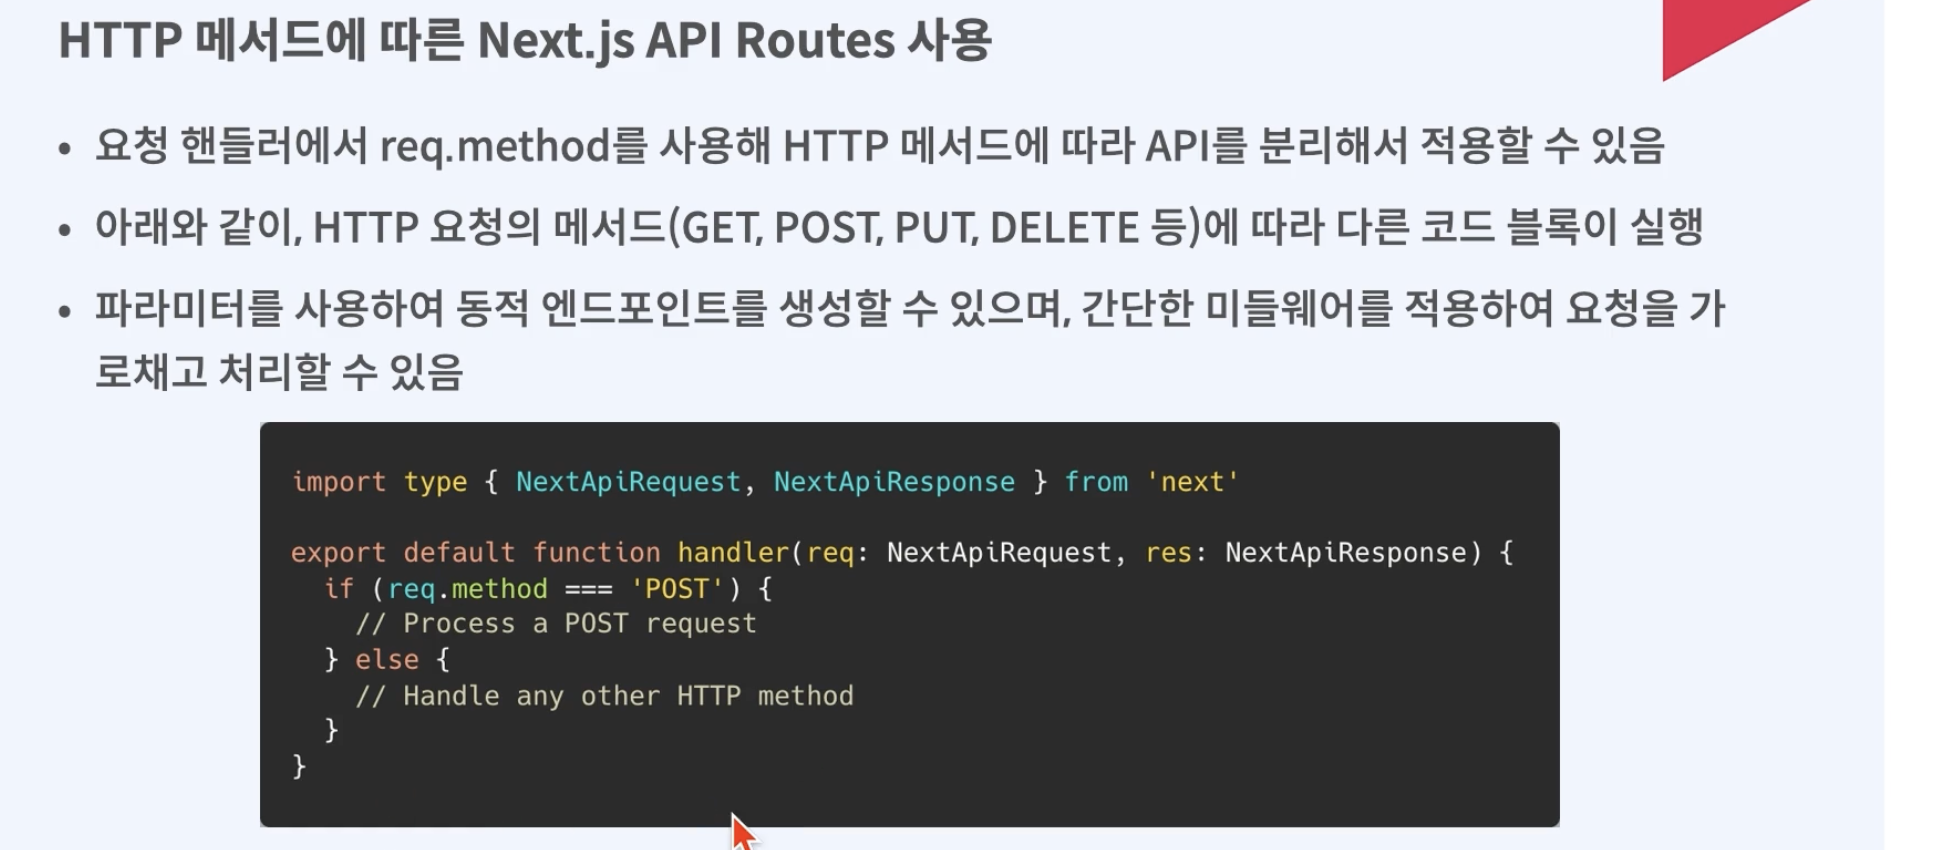 HTTP 메서드에 따른 Next.js API Routes 사용
• 요청 핸들러에서 req.method를 사용해 HTTP 메서드에 따라 API를 분리해서 적용할 수 있음
• 아래와 같이, HTTP 요청의 메서드(GET, POST, PUT, DELETE 등)에 따라 다른 코드 블록이 실행
• 파라미터를 사용하여 동적 엔드포인트를 생성할 수 있으며, 간단한 미들웨어를 적용하여 요청을 가
로채고 처리할 수 있음
import type { NextApiRequest, NextApiResponse } from 'next'
export default function handler(req: NextApiRequest, res: NextApiResponse) {
  if (req.method === 'POST') {
    // Process a POST request
  } else {
    // Handle any other HTTP method
  }
}